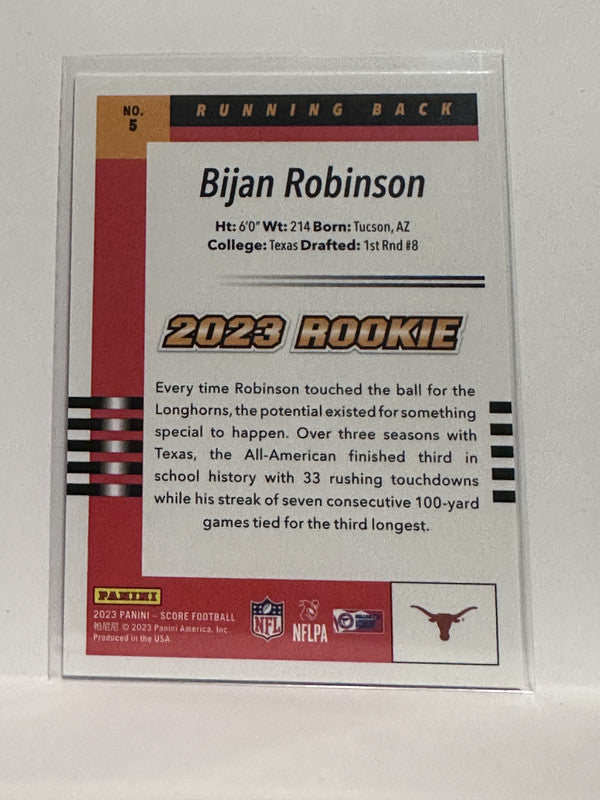 NO.
5
RUNNING BACK
Bijan Robinson
Ht: 6'0" Wt: 214 Born: Tucson, AZ
College: Texas Drafted: 1st Rnd #8
2023 ROOKIE
Every time Robinson touched the ball for the
Longhorns, the potential existed for something
special to happen. Over three seasons with
Texas, the All-American finished third in
school history with 33 rushing touchdowns
while his streak of seven consecutive 100-yard
games tied for the third longest.
PANINI
2023 PANINI – SCORE FOOTBALL
帕尼尼 © 2023 Panini America, Inc.
Produced in the USA.
NFL
NFLPA